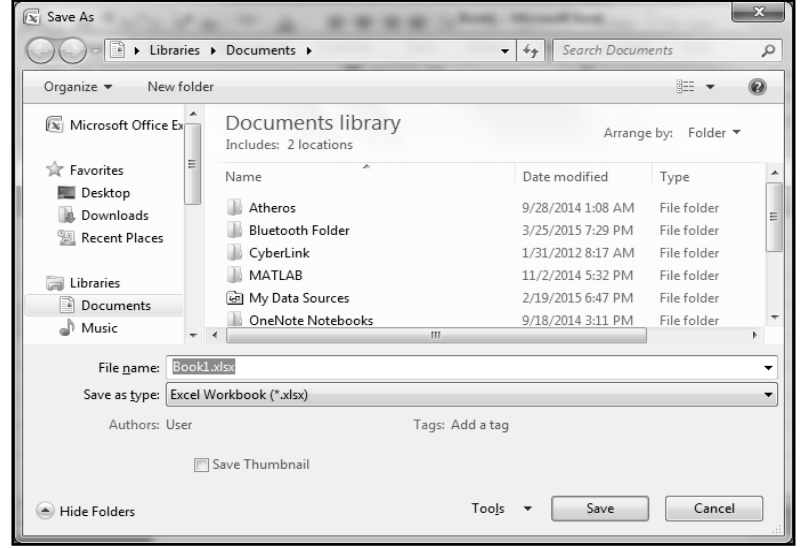 Save As
Libraries Documents
Search Documents
Organize New folder
Microsoft Office Ex
Favorites
Desktop
Downloads
Recent Places
Libraries
Documents
Music
Documents library
Includes: 2 locations
Arrange by: Folder
Name Date modified Type
Atheros 9/28/2014 1:08 AM File folder
Bluetooth Folder 3/25/2015 7:29 PM File folder
CyberLink 1/31/2012 8:17 AM File folder
MATLAB 11/2/2014 5:32 PM File folder
My Data Sources 2/19/2015 6:47 PM File folder
OneNote Notebooks 9/18/2014 3:11 PM File folder
File name: Book1.xlsx
Save as type: Excel Workbook (*.xlsx)
Authors: User Tags: Add a tag
Save Thumbnail
Hide Folders Tools Save Cancel